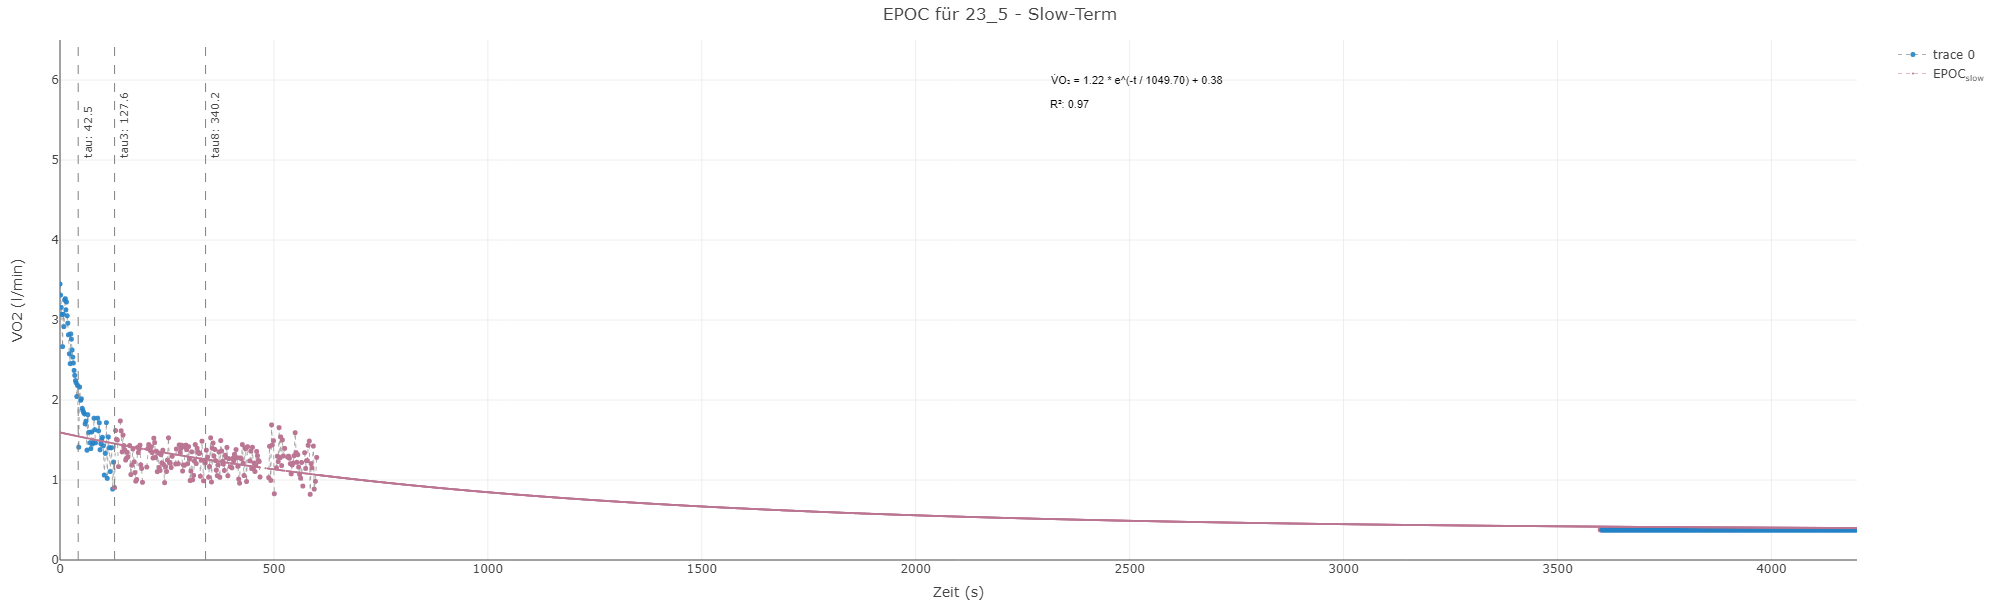 EPOC für 23_5 - Slow-Term
trace 0
EPOCslow
V̇O₂ = 1.22 * e^(-t / 1049.70) + 0.38
R²: 0.97
tau: 42.5
tau3: 127.6
tau8: 340.2
VO2 (l/min)
6
5
4
3
2
1
0
0 500 1000 1500 2000 2500 3000 3500 4000
Zeit (s)